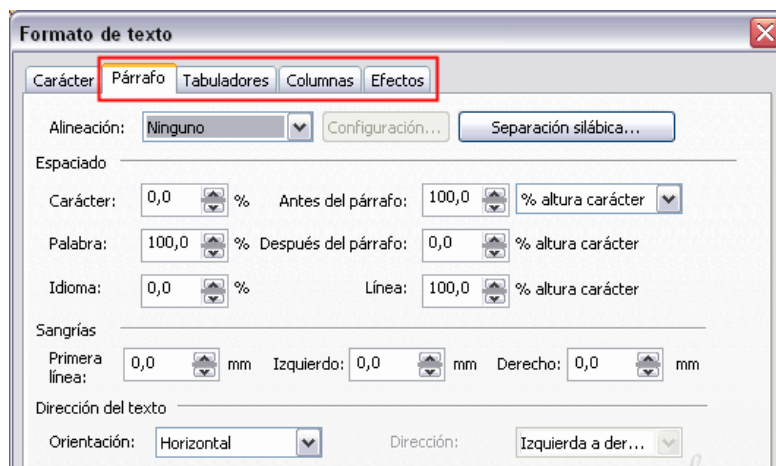 Formato de texto
Carácter Párrafo Tabuladores Columnas Efectos
Alineación: Ninguno Configuración... Separación silábica...
Espaciado
Carácter: 0,0 % Antes del párrafo: 100,0 % altura carácter
Palabra: 100,0 % Después del párrafo: 0,0 % altura carácter
Idioma: 0,0 % Línea: 100,0 % altura carácter
Sangrías
Primera línea: 0,0 mm Izquierdo: 0,0 mm Derecho: 0,0 mm
Dirección del texto
Orientación: Horizontal Dirección: Izquierda a der...